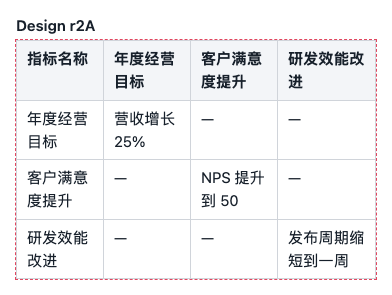 Design r2A
指标名称
年度经营
目标
客户满意
度提升
研发效能改
进
年度经营
目标
营收增长
25%
—
—
客户满意
度提升
—
NPS 提升
到 50
—
研发效能
改进
—
—
发布周期缩
短到一周